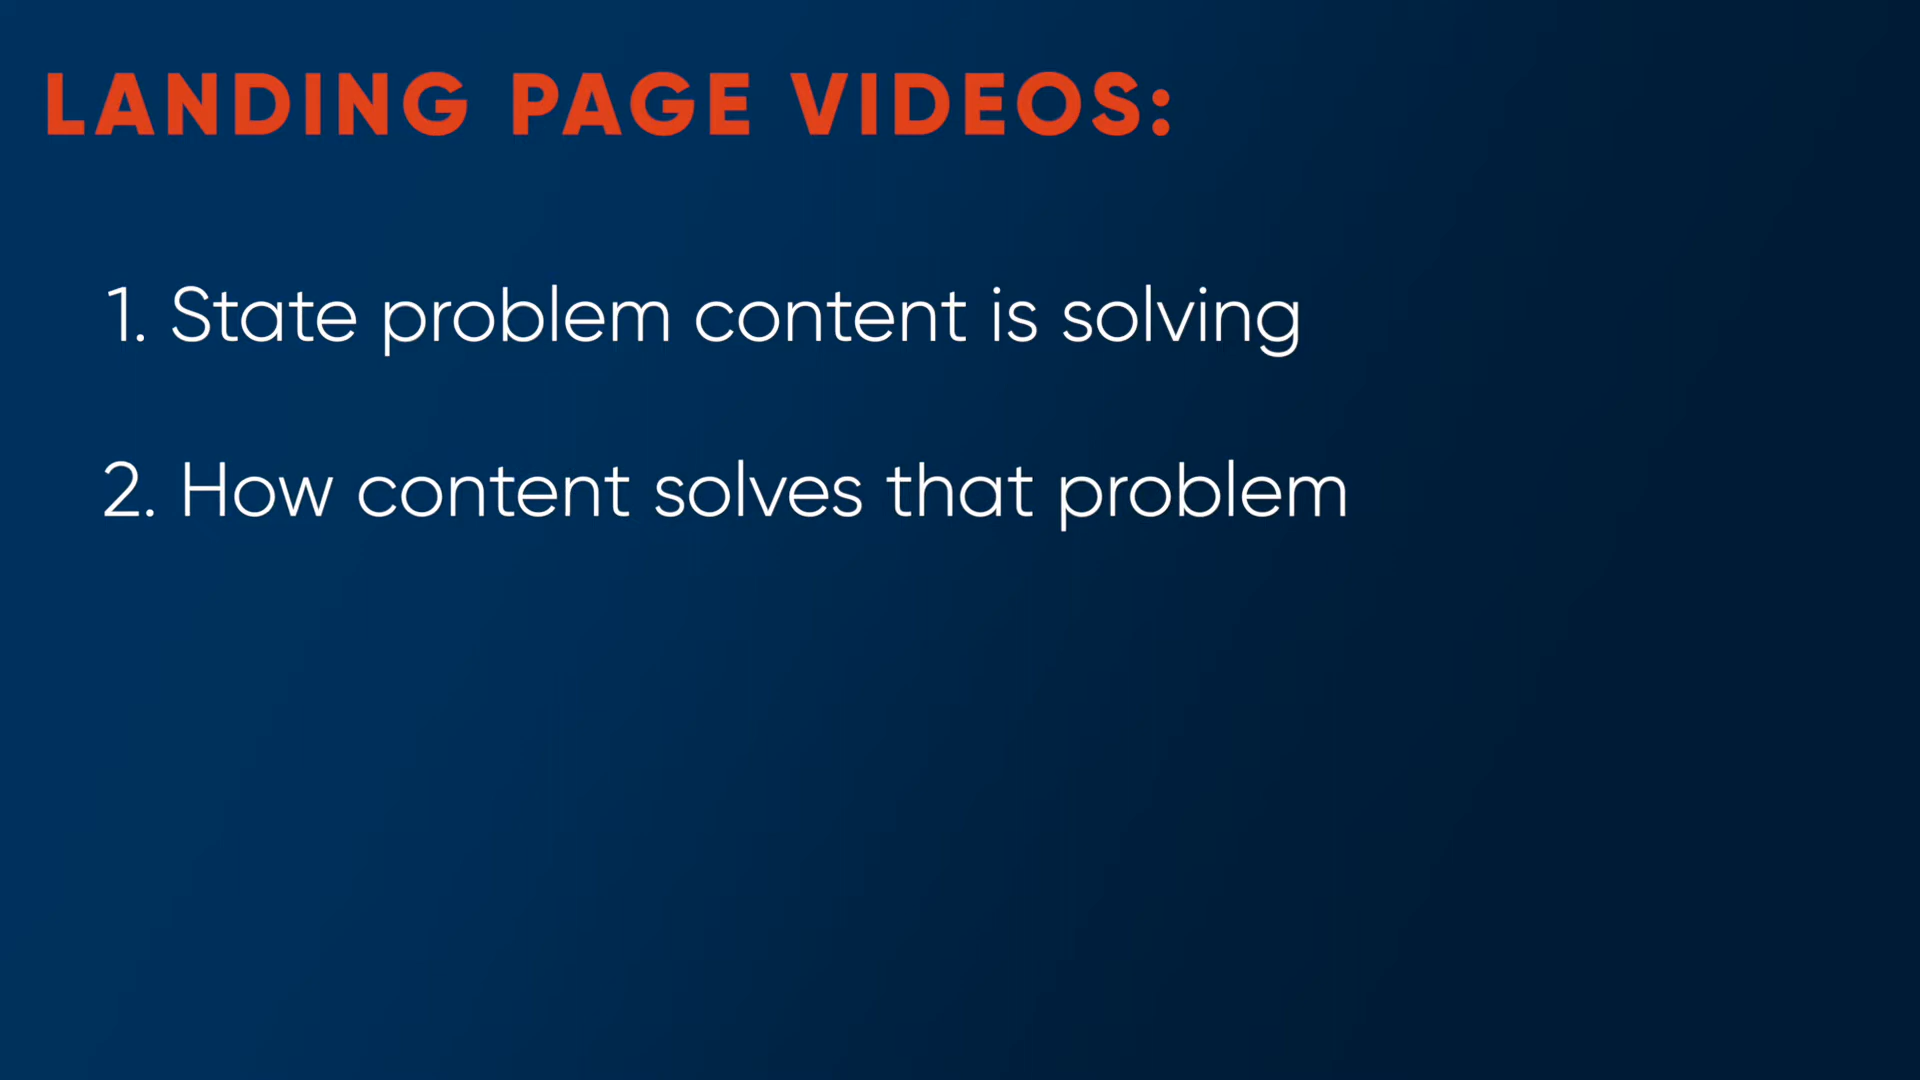 LANDING PAGE VIDEOS:
1. State problem content is solving
2. How content solves that problem